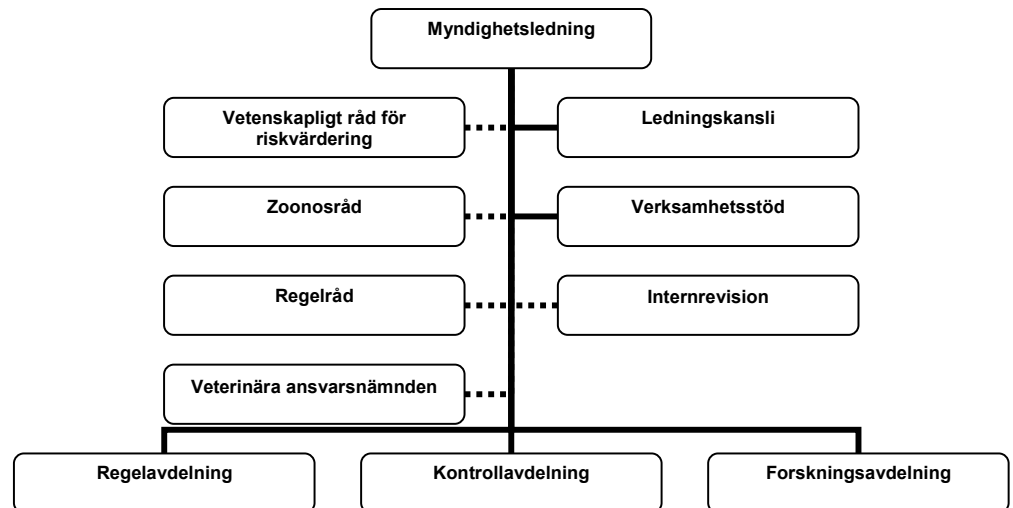 Myndighetsledning
Vetenskapligt råd för
riskvärdering
Ledningskansli
Zoonosråd
Verksamhetsstöd
Regelråd
Internrevision
Veterinära ansvarsnämnden
Regelavdelning
Kontrollavdelning
Forskningsavdelning